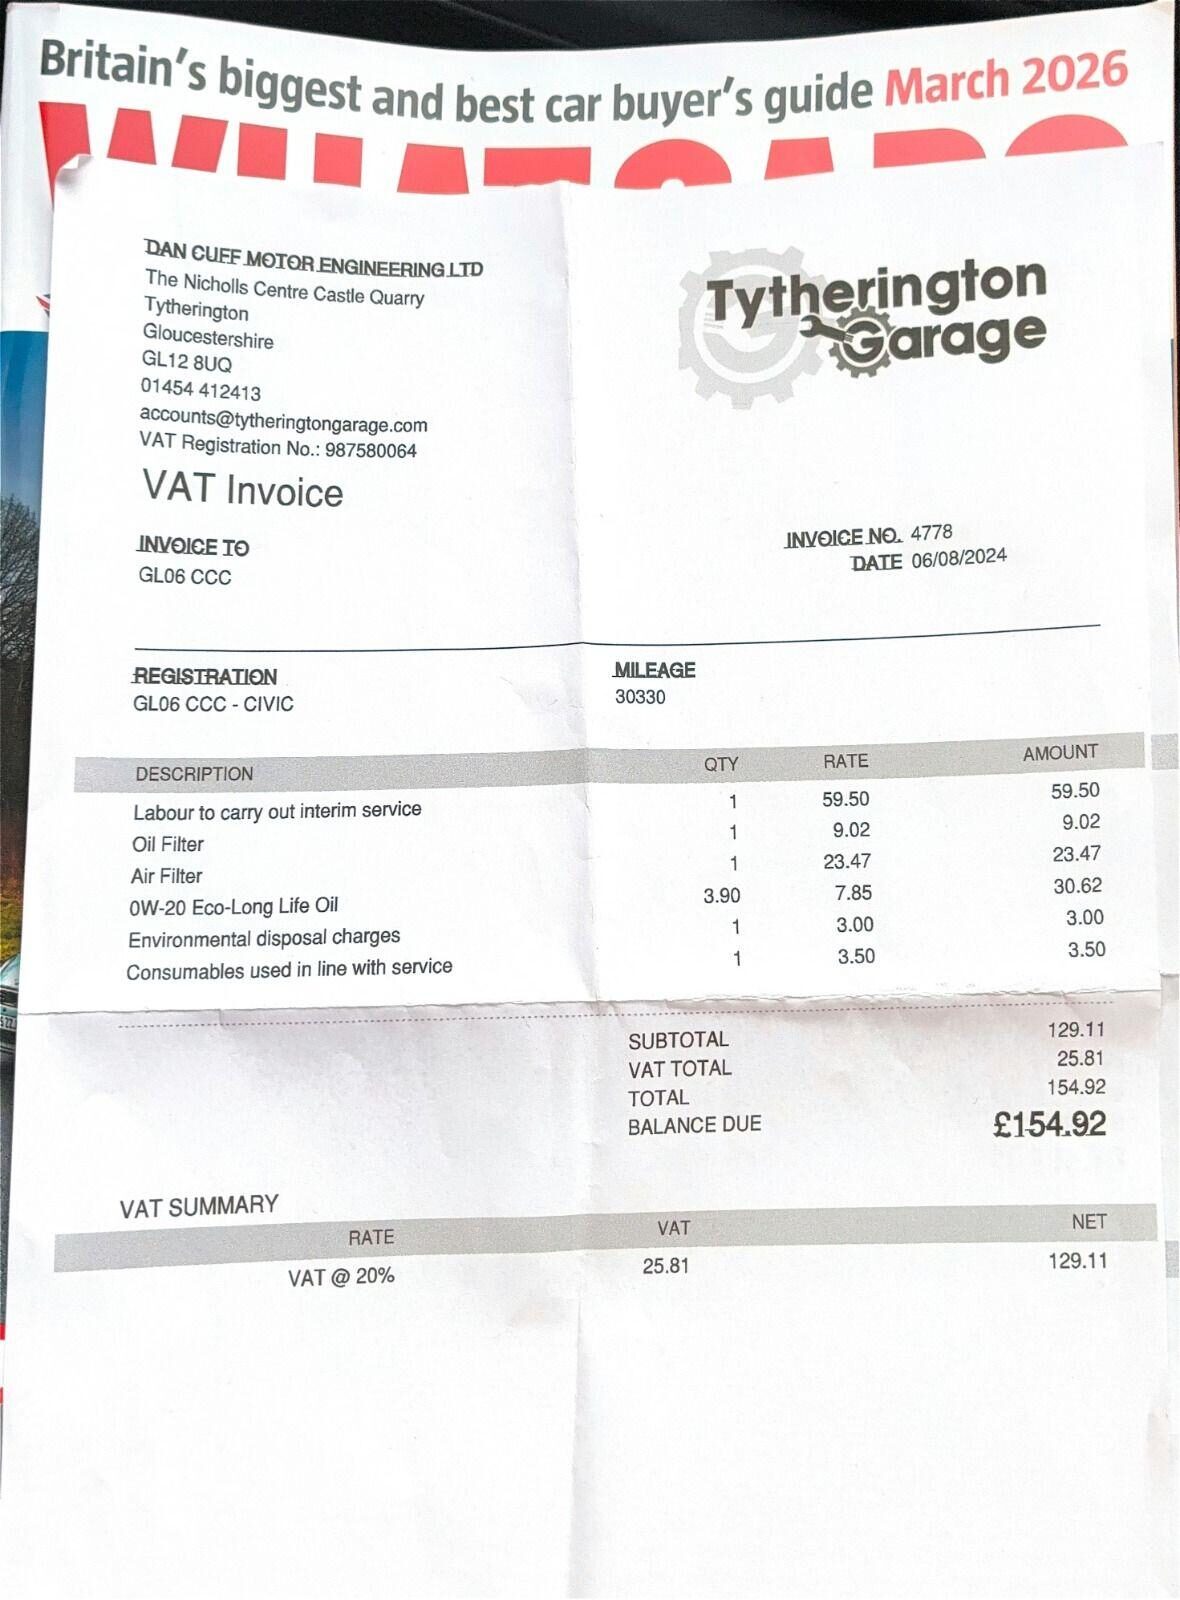 Britain's biggest and best car buyer's guide March 2026
DAN CUFF MOTOR ENGINEERING LTD
The Nicholls Centre Castle Quarry
Tytherington
Gloucestershire
GL12 8UQ
01454 412413
accounts@tytheringtongarage.com
VAT Registration No.: 987580064
Tytherington
Garage
VAT Invoice
INVOICE TO
GL06 CCC
INVOICE NO. 4778
DATE 06/08/2024
REGISTRATION MILEAGE
GL06 CCC - CIVIC 30330
DESCRIPTION QTY RATE AMOUNT
Labour to carry out interim service 1 59.50 59.50
Oil Filter 1 9.02 9.02
Air Filter 1 23.47 23.47
0W-20 Eco-Long Life Oil 3.90 7.85 30.62
Environmental disposal charges 1 3.00 3.00
Consumables used in line with service 1 3.50 3.50
SUBTOTAL 129.11
VAT TOTAL 25.81
TOTAL 154.92
BALANCE DUE £154.92
VAT SUMMARY
RATE VAT NET
VAT @ 20% 25.81 129.11